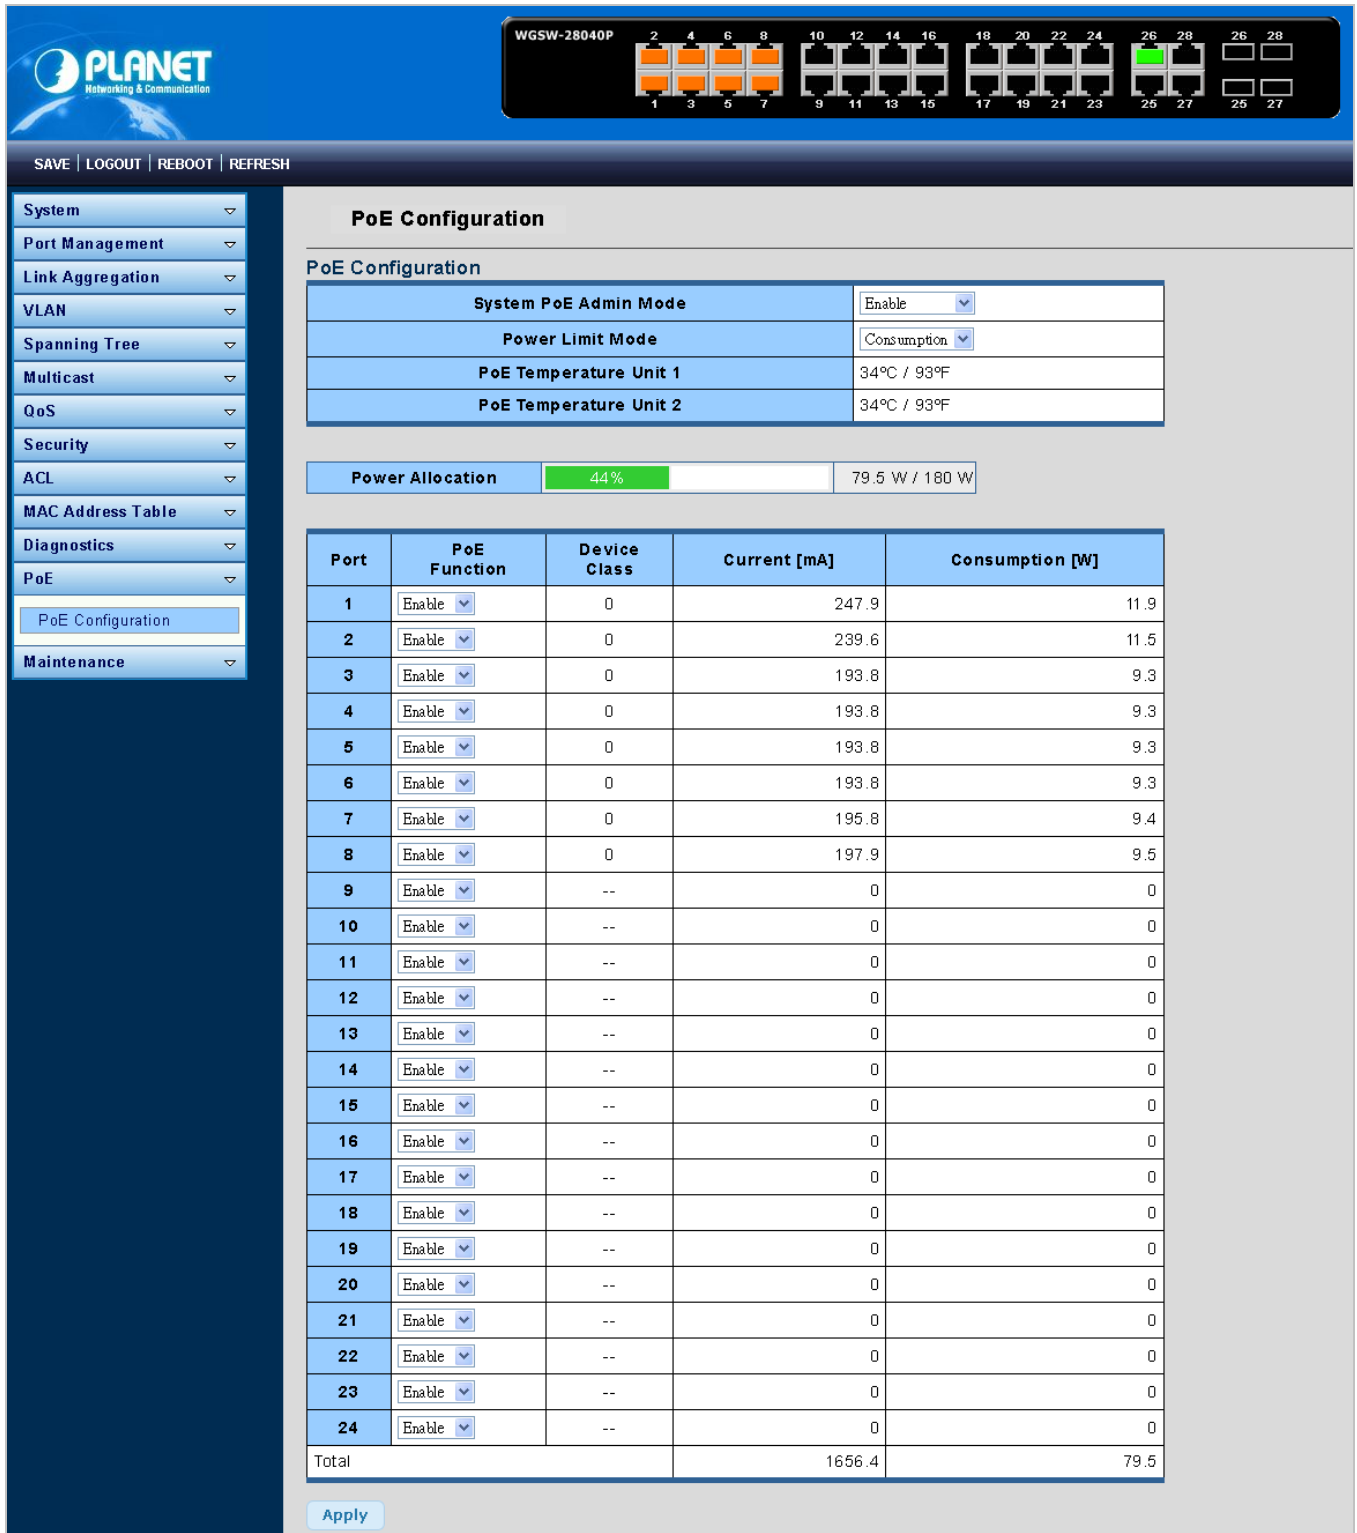 PLANET
Networking & Communication
WGSW-28040P
2 4 6 8 10 12 14 16 18 20 22 24 26 28 26 28
1 3 5 7 9 11 13 15 17 19 21 23 25 27 25 27
SAVE | LOGOUT | REBOOT | REFRESH
System
Port Management
Link Aggregation
VLAN
Spanning Tree
Multicast
QoS
Security
ACL
MAC Address Table
Diagnostics
PoE
PoE Configuration
Maintenance
PoE Configuration
PoE Configuration
System PoE Admin Mode Enable
Power Limit Mode Consumption
PoE Temperature Unit 1 34ºC / 93ºF
PoE Temperature Unit 2 34ºC / 93ºF
Power Allocation 44% 79.5 W / 180 W
Port PoE Function Device Class Current [mA] Consumption [W]
1 Enable 0 247.9 11.9
2 Enable 0 239.6 11.5
3 Enable 0 193.8 9.3
4 Enable 0 193.8 9.3
5 Enable 0 193.8 9.3
6 Enable 0 193.8 9.3
7 Enable 0 195.8 9.4
8 Enable 0 197.9 9.5
9 Enable -- 0 0
10 Enable -- 0 0
11 Enable -- 0 0
12 Enable -- 0 0
13 Enable -- 0 0
14 Enable -- 0 0
15 Enable -- 0 0
16 Enable -- 0 0
17 Enable -- 0 0
18 Enable -- 0 0
19 Enable -- 0 0
20 Enable -- 0 0
21 Enable -- 0 0
22 Enable -- 0 0
23 Enable -- 0 0
24 Enable -- 0 0
Total 1656.4 79.5
Apply